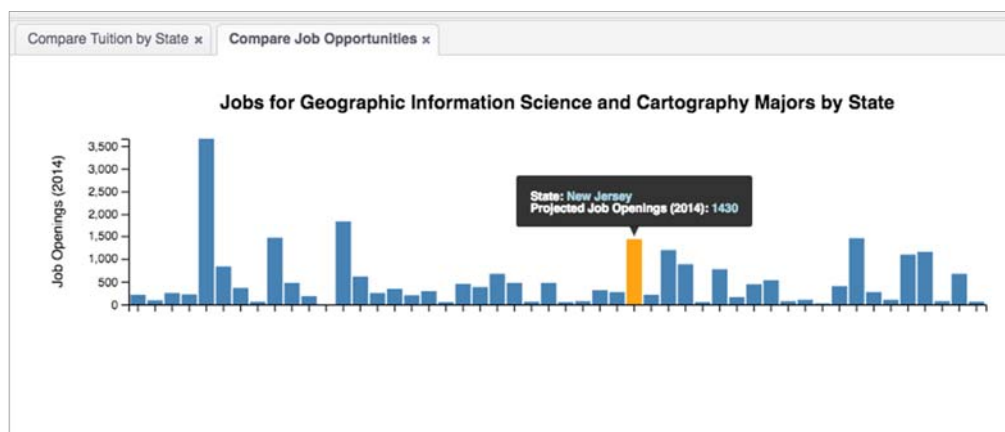 Compare Tuition by State ×
Compare Job Opportunities ×
Jobs for Geographic Information Science and Cartography Majors by State
Job Openings (2014)
3,500
3,000
2,500
2,000
1,500
1,000
500
0
State: New Jersey
Projected Job Openings (2014): 1430